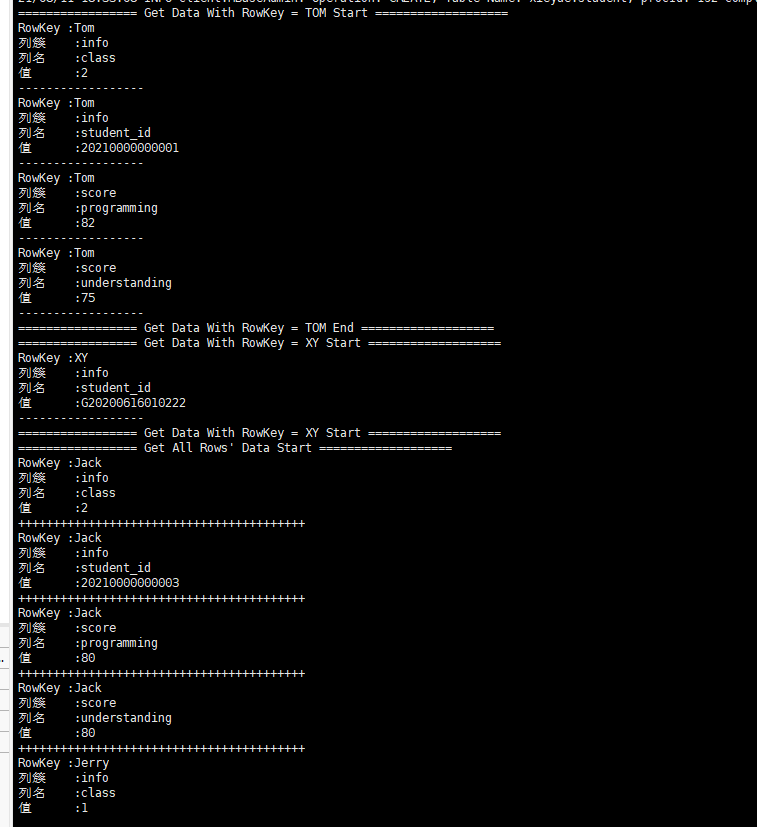 ================= Get Data With RowKey = TOM Start ===================
RowKey :Tom
列簇 :info
列名 :class
值 :2
------------------
RowKey :Tom
列簇 :info
列名 :student_id
值 :20210000000001
------------------
RowKey :Tom
列簇 :score
列名 :programming
值 :82
------------------
RowKey :Tom
列簇 :score
列名 :understanding
值 :75
------------------
================= Get Data With RowKey = TOM End ===================
================= Get Data With RowKey = XY Start ===================
RowKey :XY
列簇 :info
列名 :student_id
值 :G20200616010222
------------------
================= Get Data With RowKey = XY Start ===================
================= Get All Rows' Data Start ===================
RowKey :Jack
列簇 :info
列名 :class
值 :2
+++++++++++++++++++++++++++++++++++++++++
RowKey :Jack
列簇 :info
列名 :student_id
值 :20210000000003
+++++++++++++++++++++++++++++++++++++++++
RowKey :Jack
列簇 :score
列名 :programming
值 :80
+++++++++++++++++++++++++++++++++++++++++
RowKey :Jack
列簇 :score
列名 :understanding
值 :80
+++++++++++++++++++++++++++++++++++++++++
RowKey :Jerry
列簇 :info
列名 :class
值 :1